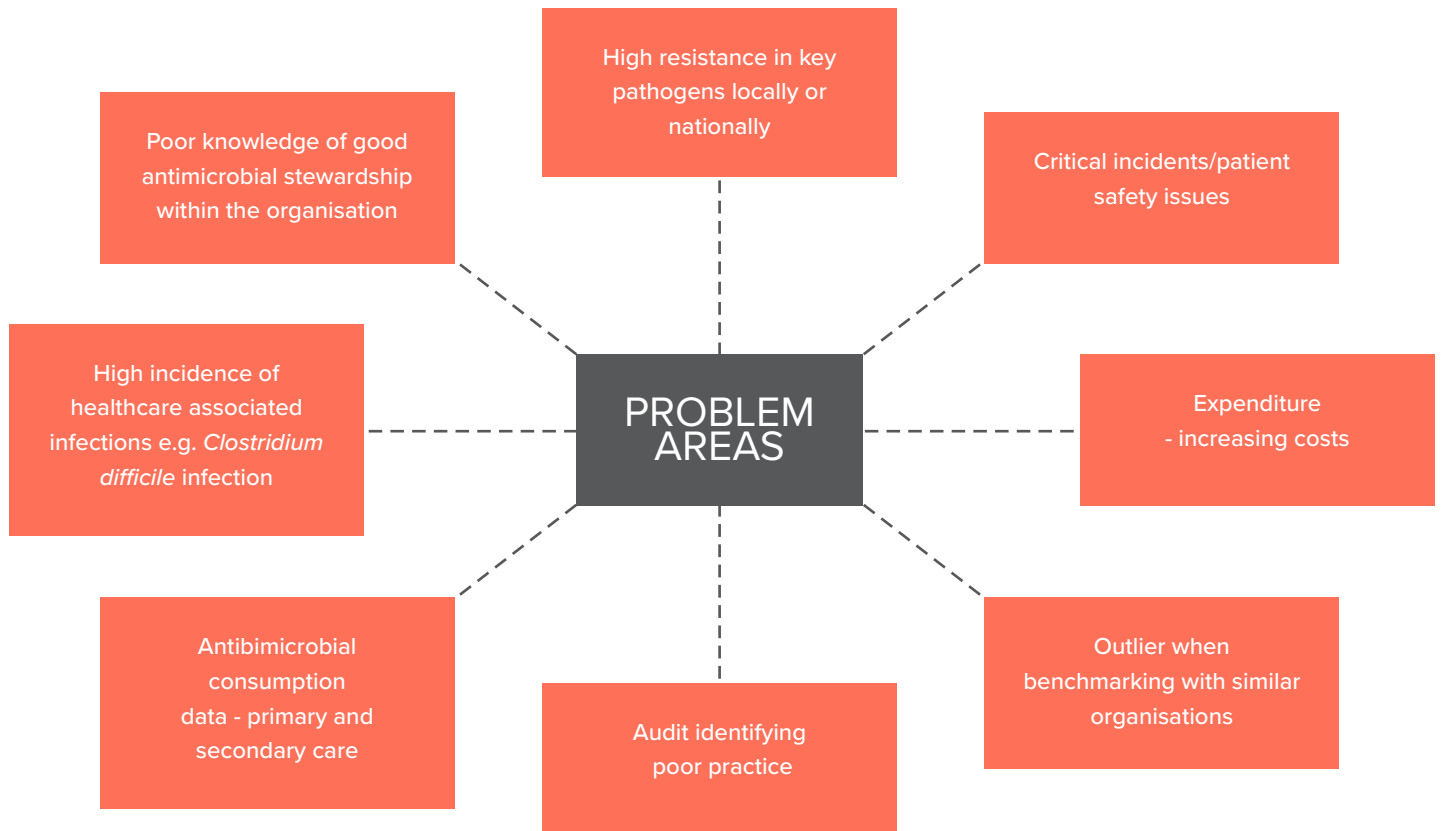 High resistance in key
pathogens locally or
nationally
Poor knowledge of good
antimicrobial stewardship
within the organisation
Critical incidents/patient
safety issues
High incidence of
healthcare associated
infections e.g. Clostridium
difficile infection
PROBLEM
AREAS
Expenditure
- increasing costs
Antibimicrobial
consumption
data - primary and
secondary care
Audit identifying
poor practice
Outlier when
benchmarking with similar
organisations